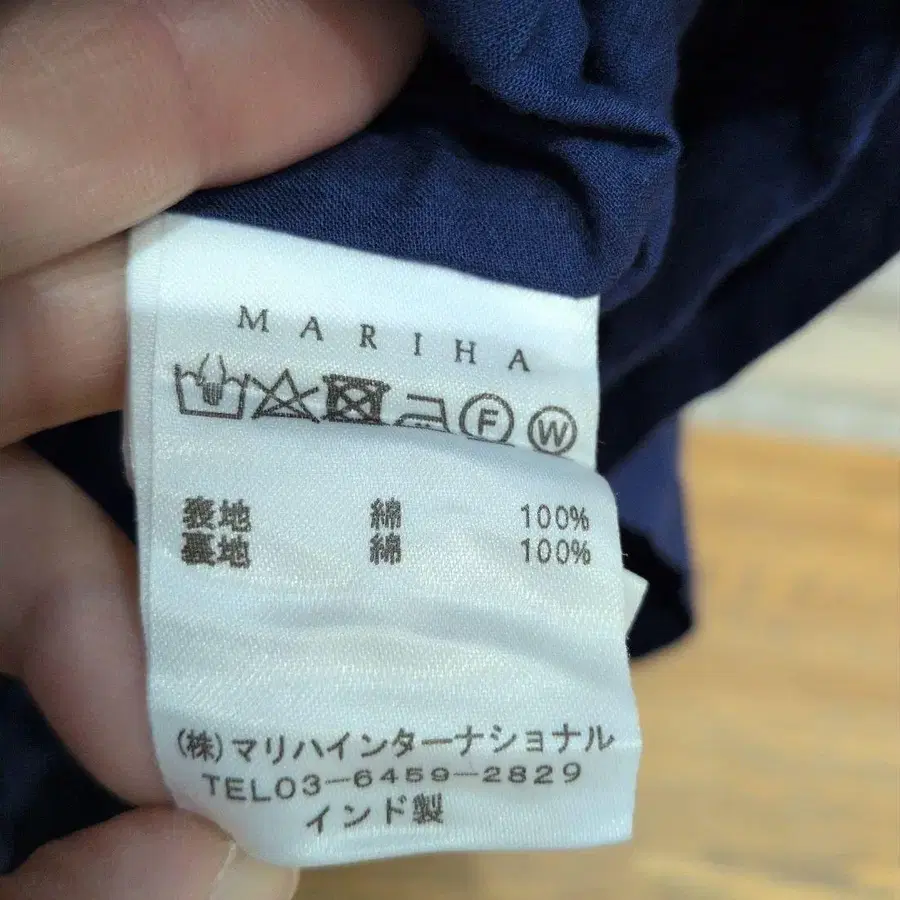 MARIHA
F W
表地 綿 100%
裏地 綿 100%
(株)マリハインターナショナル
TEL03-6459-2829
インド製